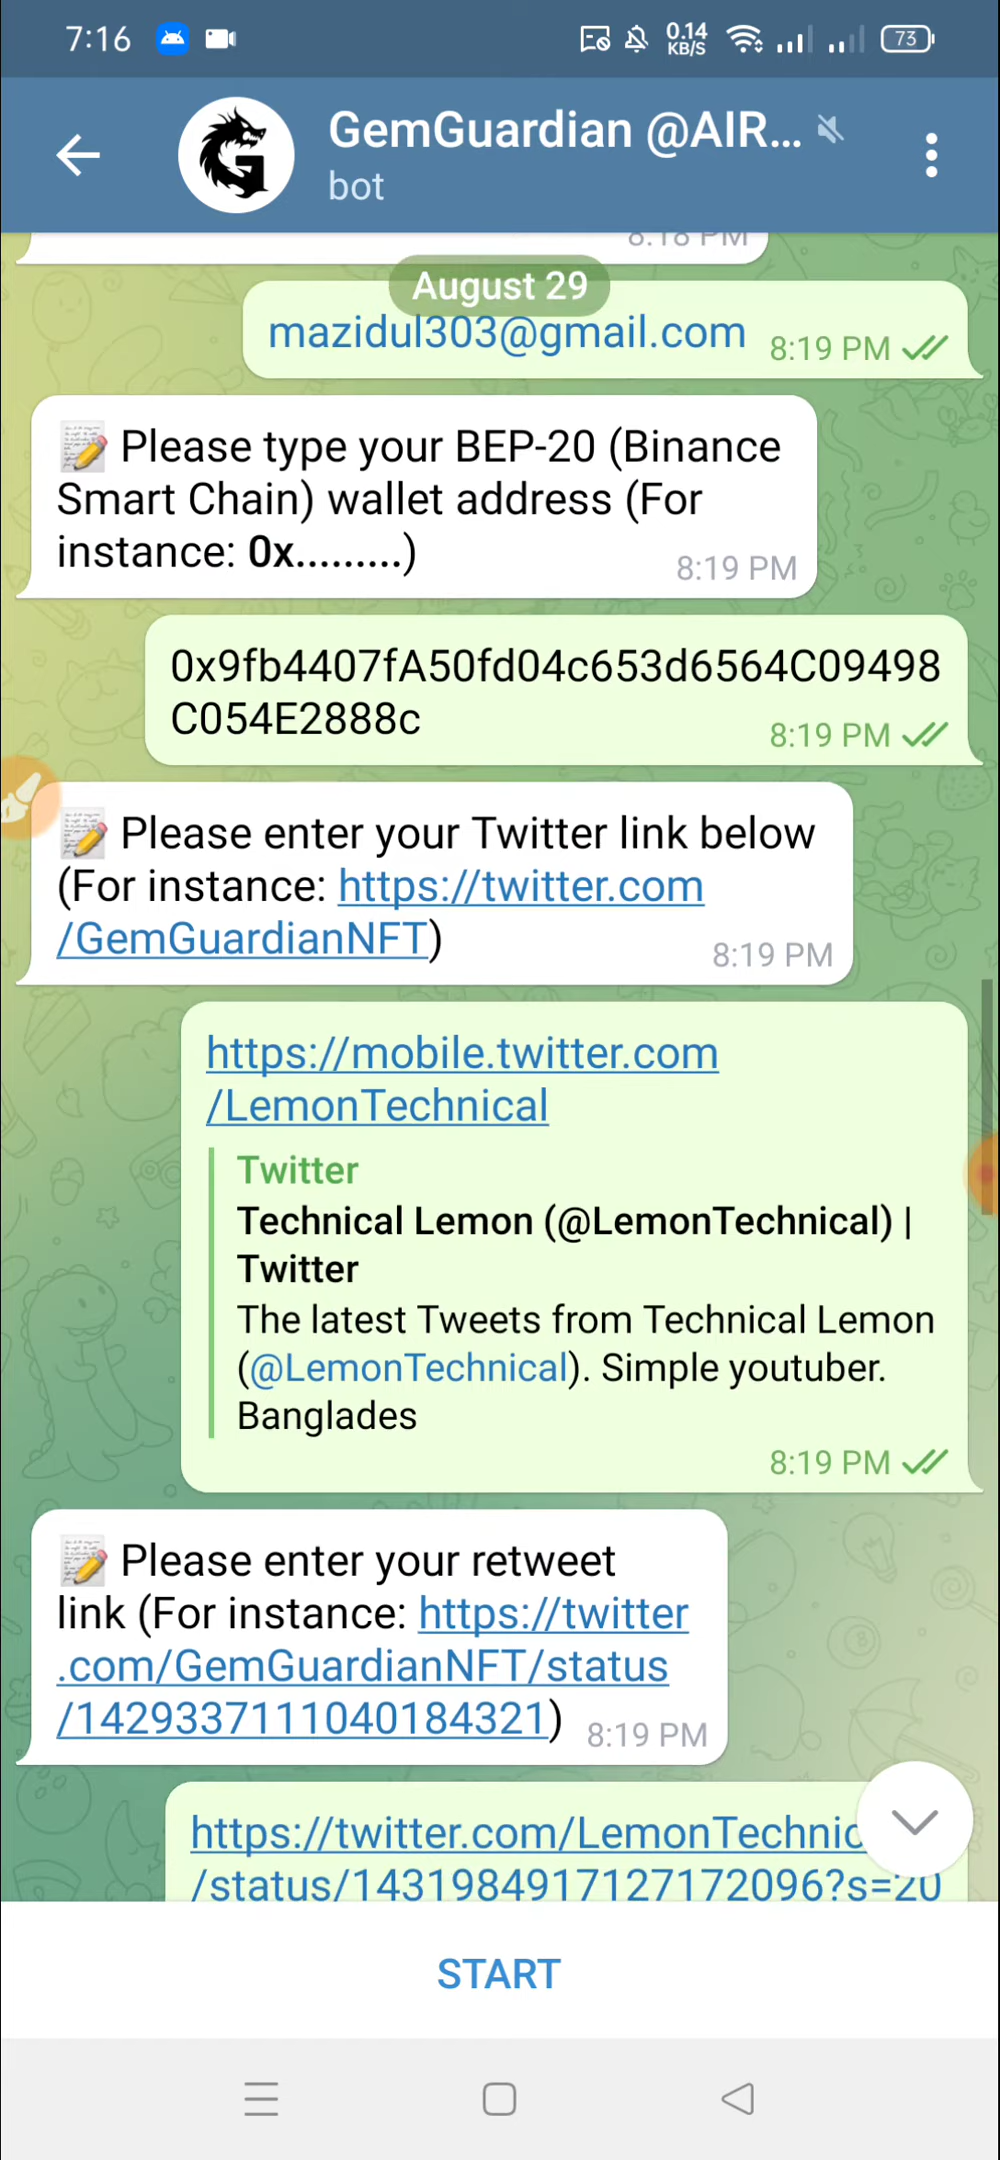 7:16
0.14
KB/S
73
GemGuardian @AIR...
bot
8:18 PM
August 29
mazidul303@gmail.com
8:19 PM
Please type your BEP-20 (Binance
Smart Chain) wallet address (For
instance: 0x.........)
8:19 PM
0x9fb4407fA50fd04c653d6564C09498
C054E2888c
8:19 PM
Please enter your Twitter link below
(For instance: https://twitter.com
/GemGuardianNFT)
8:19 PM
https://mobile.twitter.com
/LemonTechnical
Twitter
Technical Lemon (@LemonTechnical) |
Twitter
The latest Tweets from Technical Lemon
(@LemonTechnical). Simple youtuber.
Banglades
8:19 PM
Please enter your retweet
link (For instance: https://twitter
.com/GemGuardianNFT/status
/1429337111040184321)
8:19 PM
https://twitter.com/LemonTechnic
/status/1431984917127172096?s=20
START